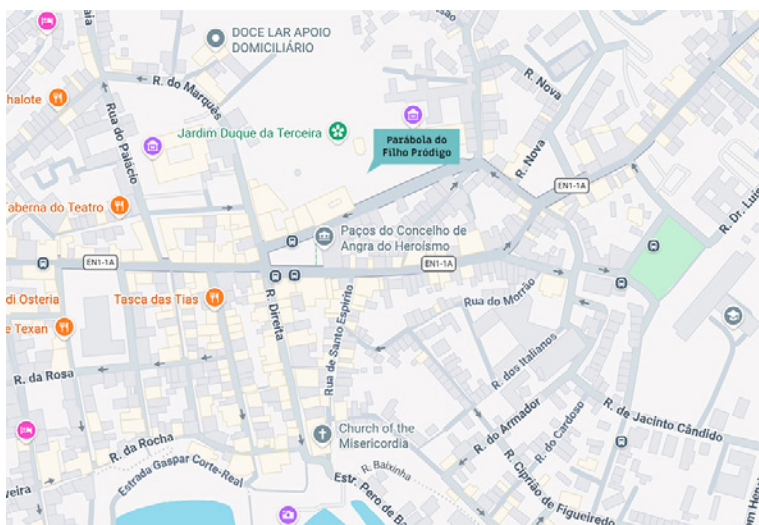 DOCE LAR APOIO
DOMICILIÁRIO
R. do Marquês
R. Nova
halote
Rua do Palácio
Jardim Duque da Terceira
Parábola do
Filho Pródigo
R. Nova
EN1-1A
Taberna do Teatro
R. Dr. Luís
Paços do Concelho de
Angra do Heroísmo
EN1-1A
EN1-1A
di Osteria
Tasca das Tias
R. Direita
Rua do Morrão
e Texan
Rua de Santo Espírito
R. dos Italianos
R. da Rosa
R. do Armador
R. de Jacinto Cândido
R. da Rocha
Church of the
Misericordia
R. do Cardoso
R. Baixinha
R. Ciprião de Figueiredo
Estrada Gaspar Corte-Real
Estr. Pero de Ba
veira
om Hen